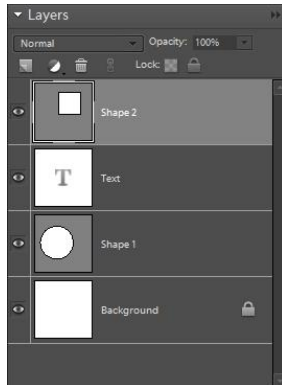 Layers
Normal Opacity: 100%
Lock:
Shape 2
T Text
Shape 1
Background